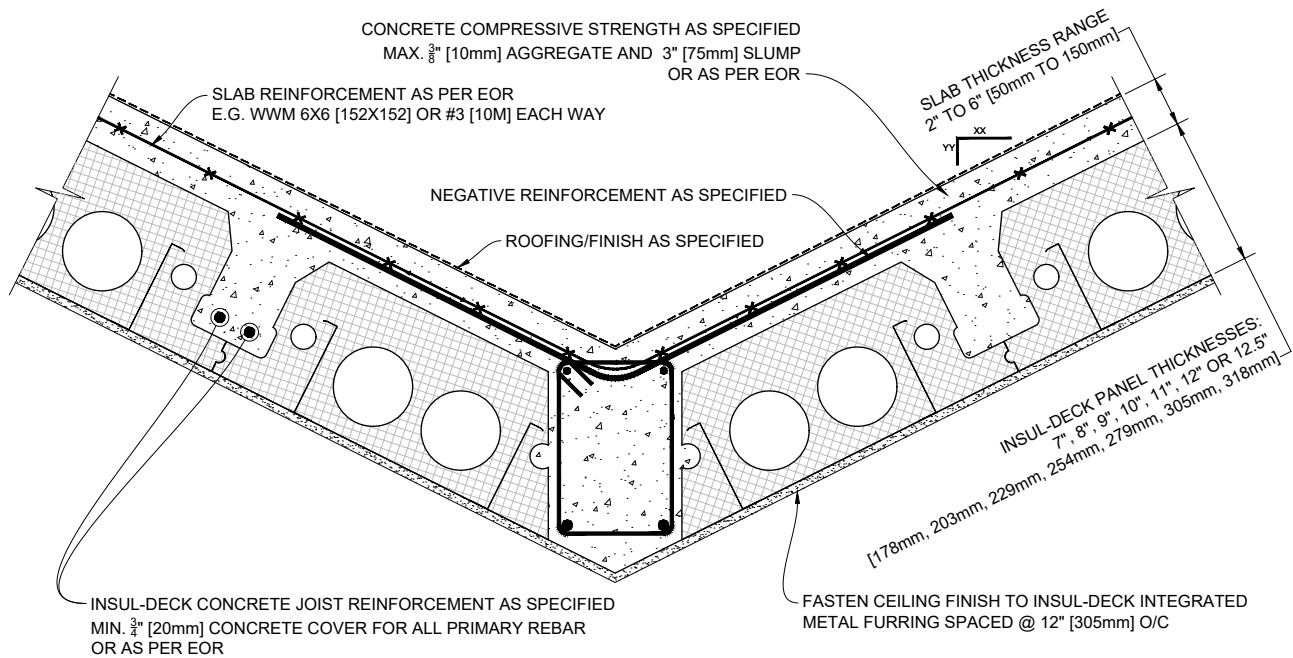 CONCRETE COMPRESSIVE STRENGTH AS SPECIFIED
MAX. 3/8" [10mm] AGGREGATE AND 3" [75mm] SLUMP
OR AS PER EOR
SLAB THICKNESS RANGE
2" TO 6" [50mm TO 150mm]
SLAB REINFORCEMENT AS PER EOR
E.G. WWM 6X6 [152X152] OR #3 [10M] EACH WAY
XX
YY
NEGATIVE REINFORCEMENT AS SPECIFIED
ROOFING/FINISH AS SPECIFIED
INSUL-DECK PANEL THICKNESSES:
7", 8", 9", 10", 11", 12" OR 12.5"
[178mm, 203mm, 229mm, 254mm, 279mm, 305mm, 318mm]
INSUL-DECK CONCRETE JOIST REINFORCEMENT AS SPECIFIED
MIN. 3/4" [20mm] CONCRETE COVER FOR ALL PRIMARY REBAR
OR AS PER EOR
FASTEN CEILING FINISH TO INSUL-DECK INTEGRATED
METAL FURRING SPACED @ 12" [305mm] O/C